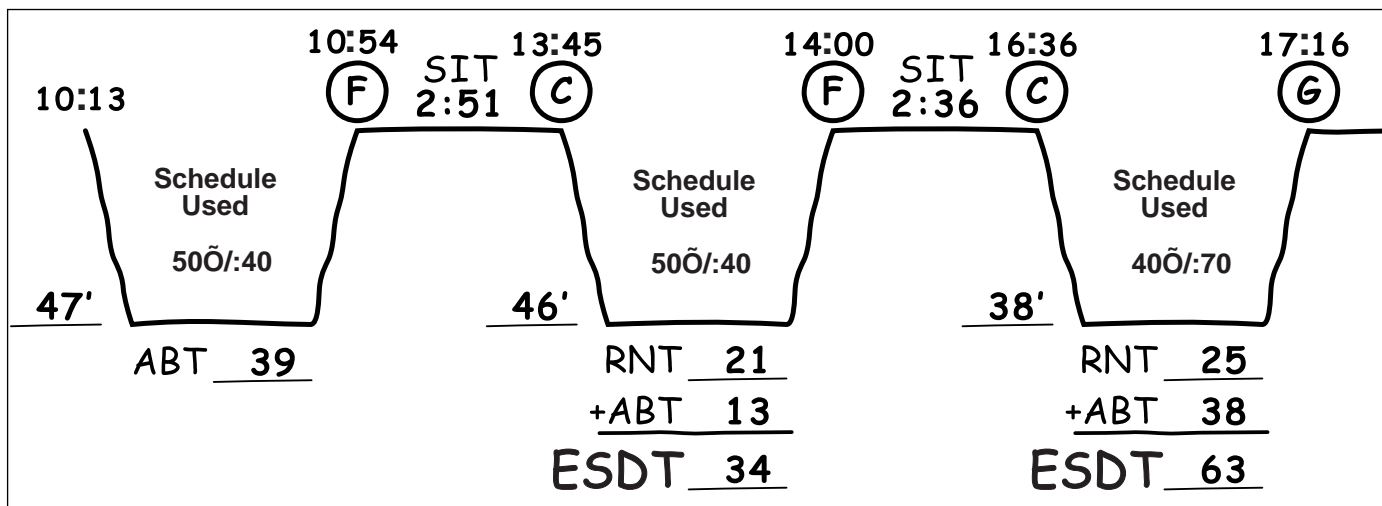 10:54
13:45
14:00
16:36
17:16
SIT
SIT
F
2:51
C
F
2:36
C
G
10:13
Schedule
Used
50Õ/:40
Schedule
Used
50Õ/:40
Schedule
Used
40Õ/:70
47'
46'
38'
ABT 39
RNT 21
+ABT 13
ESDT 34
RNT 25
+ABT 38
ESDT 63